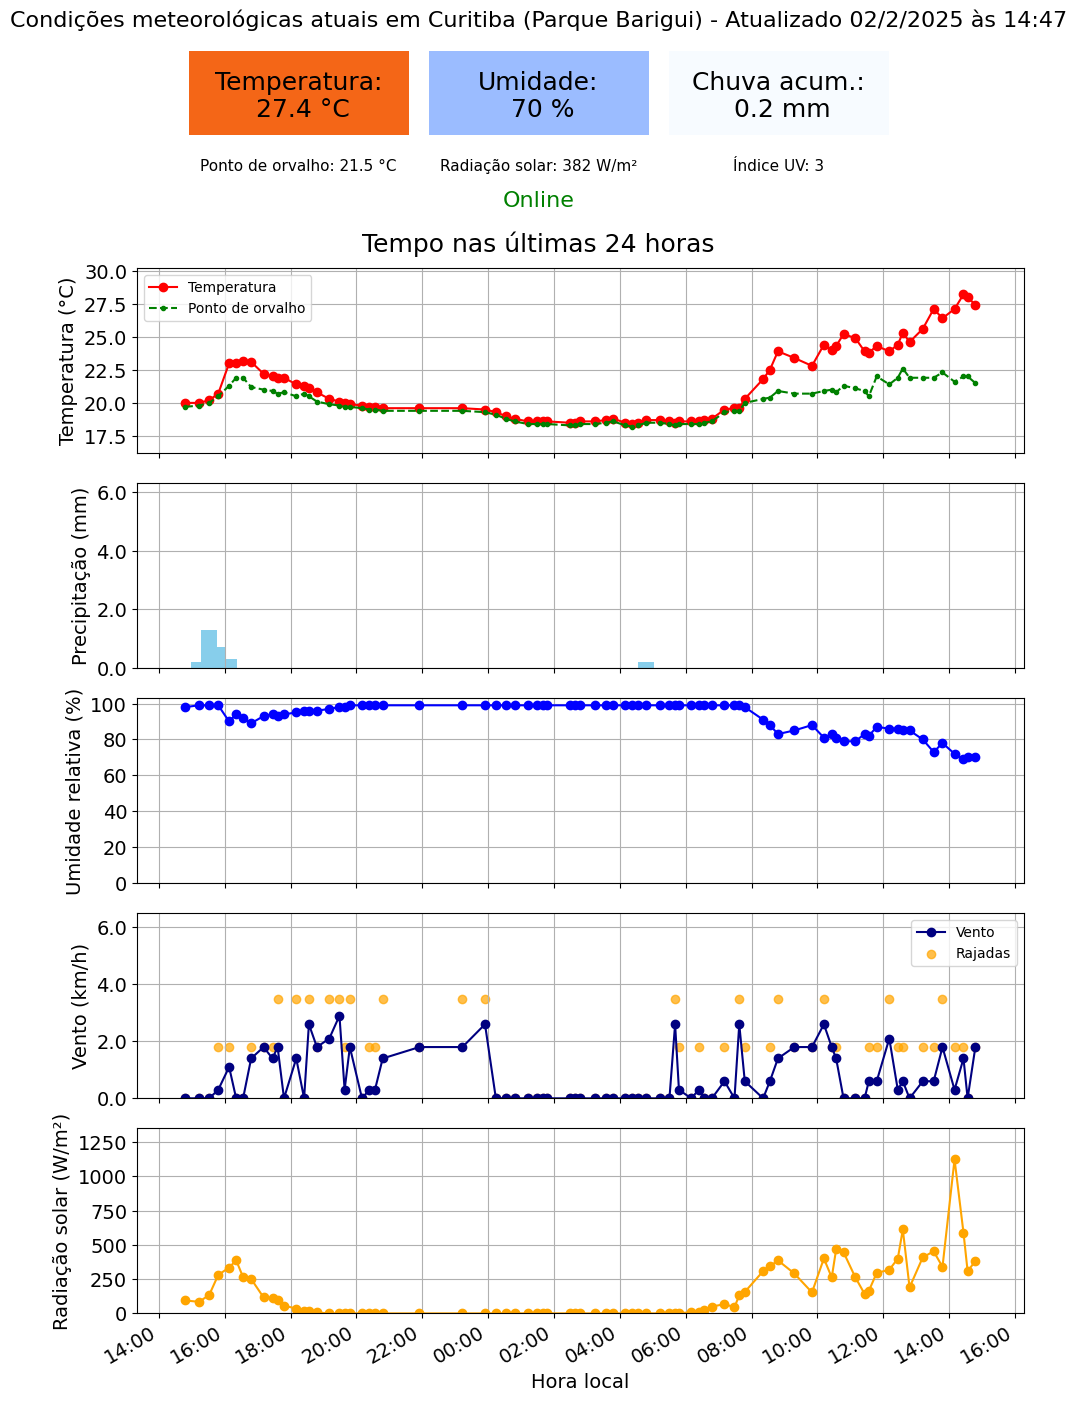 Condições meteorológicas atuais em Curitiba (Parque Barigui) - Atualizado 02/2/2025 às 14:47
Temperatura:
27.4 °C
Umidade:
70 %
Chuva acum.:
0.2 mm
Ponto de orvalho: 21.5 °C
Radiação solar: 382 W/m²
Índice UV: 3
Online
Tempo nas últimas 24 horas
Temperatura (°C)
30.0
27.5
25.0
22.5
20.0
17.5
Temperatura
Ponto de orvalho
Precipitação (mm)
6.0
4.0
2.0
0.0
Umidade relativa (%)
100
80
60
40
20
0
Vento (km/h)
6.0
4.0
2.0
0.0
Vento
Rajadas
Radiação solar (W/m²)
1250
1000
750
500
250
0
14:00
16:00
18:00
20:00
22:00
00:00
02:00
04:00
06:00
08:00
10:00
12:00
14:00
16:00
Hora local